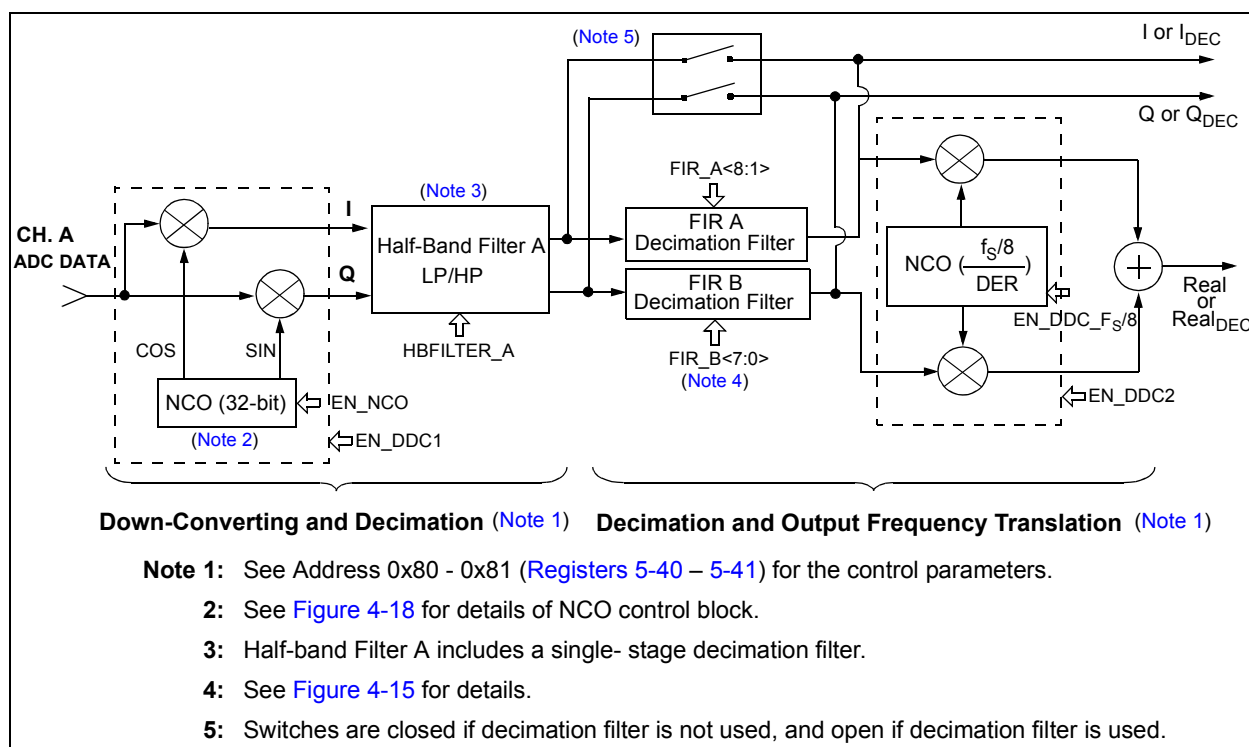 (Note 5)
I or I_DEC
Q or Q_DEC
FIR_A<8:1>
(Note 3)
FIR A
Decimation Filter
I
CH. A
ADC DATA
Half-Band Filter A
LP/HP
NCO (f_S/8 / DER)
Q
FIR B
Decimation Filter
Real
or
Real_DEC
EN_DDC_F_S/8
COS
SIN
HBFILTER_A
FIR_B<7:0>
(Note 4)
NCO (32-bit)
EN_NCO
EN_DDC2
(Note 2)
EN_DDC1
Down-Converting and Decimation (Note 1) Decimation and Output Frequency Translation (Note 1)
Note 1: See Address 0x80 - 0x81 (Registers 5-40 – 5-41) for the control parameters.
2: See Figure 4-18 for details of NCO control block.
3: Half-band Filter A includes a single- stage decimation filter.
4: See Figure 4-15 for details.
5: Switches are closed if decimation filter is not used, and open if decimation filter is used.